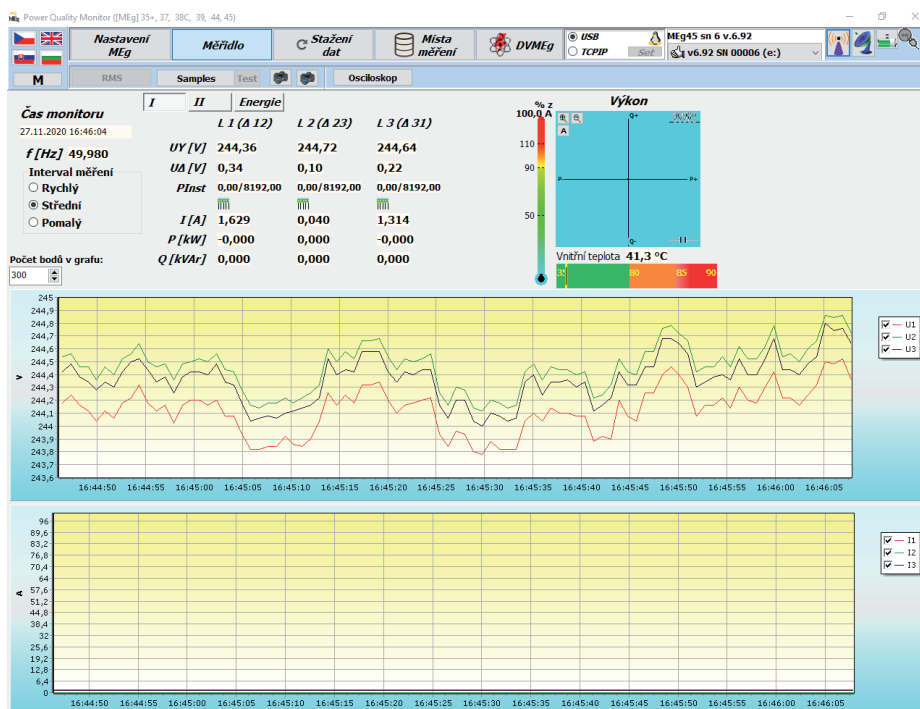 Power Quality Monitor ([MEg] 35+, 37, 38C, 39, 44, 45)
Nastavení MEg
Měřidlo
Stažení dat
Místa měření
DVMEg
USB
TCPIP
Set
MEg45 sn 6 v.6.92
v6.92 SN 00006 (e:)
M
RMS
Samples
Test
Osciloskop
I
II
Energie
Čas monitoru
27.11.2020 16:46:04
f [Hz] 49,980
Interval měření
Rychlý
Střední
Pomalý
Počet bodů v grafu:
300
L 1 (Δ 12) L 2 (Δ 23) L 3 (Δ 31)
UY [V] 244,36 244,72 244,64
UΔ [V] 0,34 0,10 0,22
PInst 0,00/8192,00 0,00/8192,00 0,00/8192,00
I [A] 1,629 0,040 1,314
P [kW] -0,000 0,000 -0,000
Q [kVAr] 0,000 0,000 0,000
% z
100,0 A
110
90
50
Výkon
A
Q+
P-
P+
Q-
Vnitřní teplota 41,3 °C
35 80 85 90
245
244,9
244,8
244,7
244,6
244,5
244,4
244,3
244,2
244,1
244
243,9
243,8
243,7
243,6
V
16:44:50 16:44:55 16:45:00 16:45:05 16:45:10 16:45:15 16:45:20 16:45:25 16:45:30 16:45:35 16:45:40 16:45:45 16:45:50 16:45:55 16:46:00 16:46:05
U1
U2
U3
96
89,6
83,2
76,8
70,4
64
57,6
51,2
44,8
38,4
32
25,6
19,2
12,8
6,4
0
A
16:44:50 16:44:55 16:45:00 16:45:05 16:45:10 16:45:15 16:45:20 16:45:25 16:45:30 16:45:35 16:45:40 16:45:45 16:45:50 16:45:55 16:46:00 16:46:05
I1
I2
I3